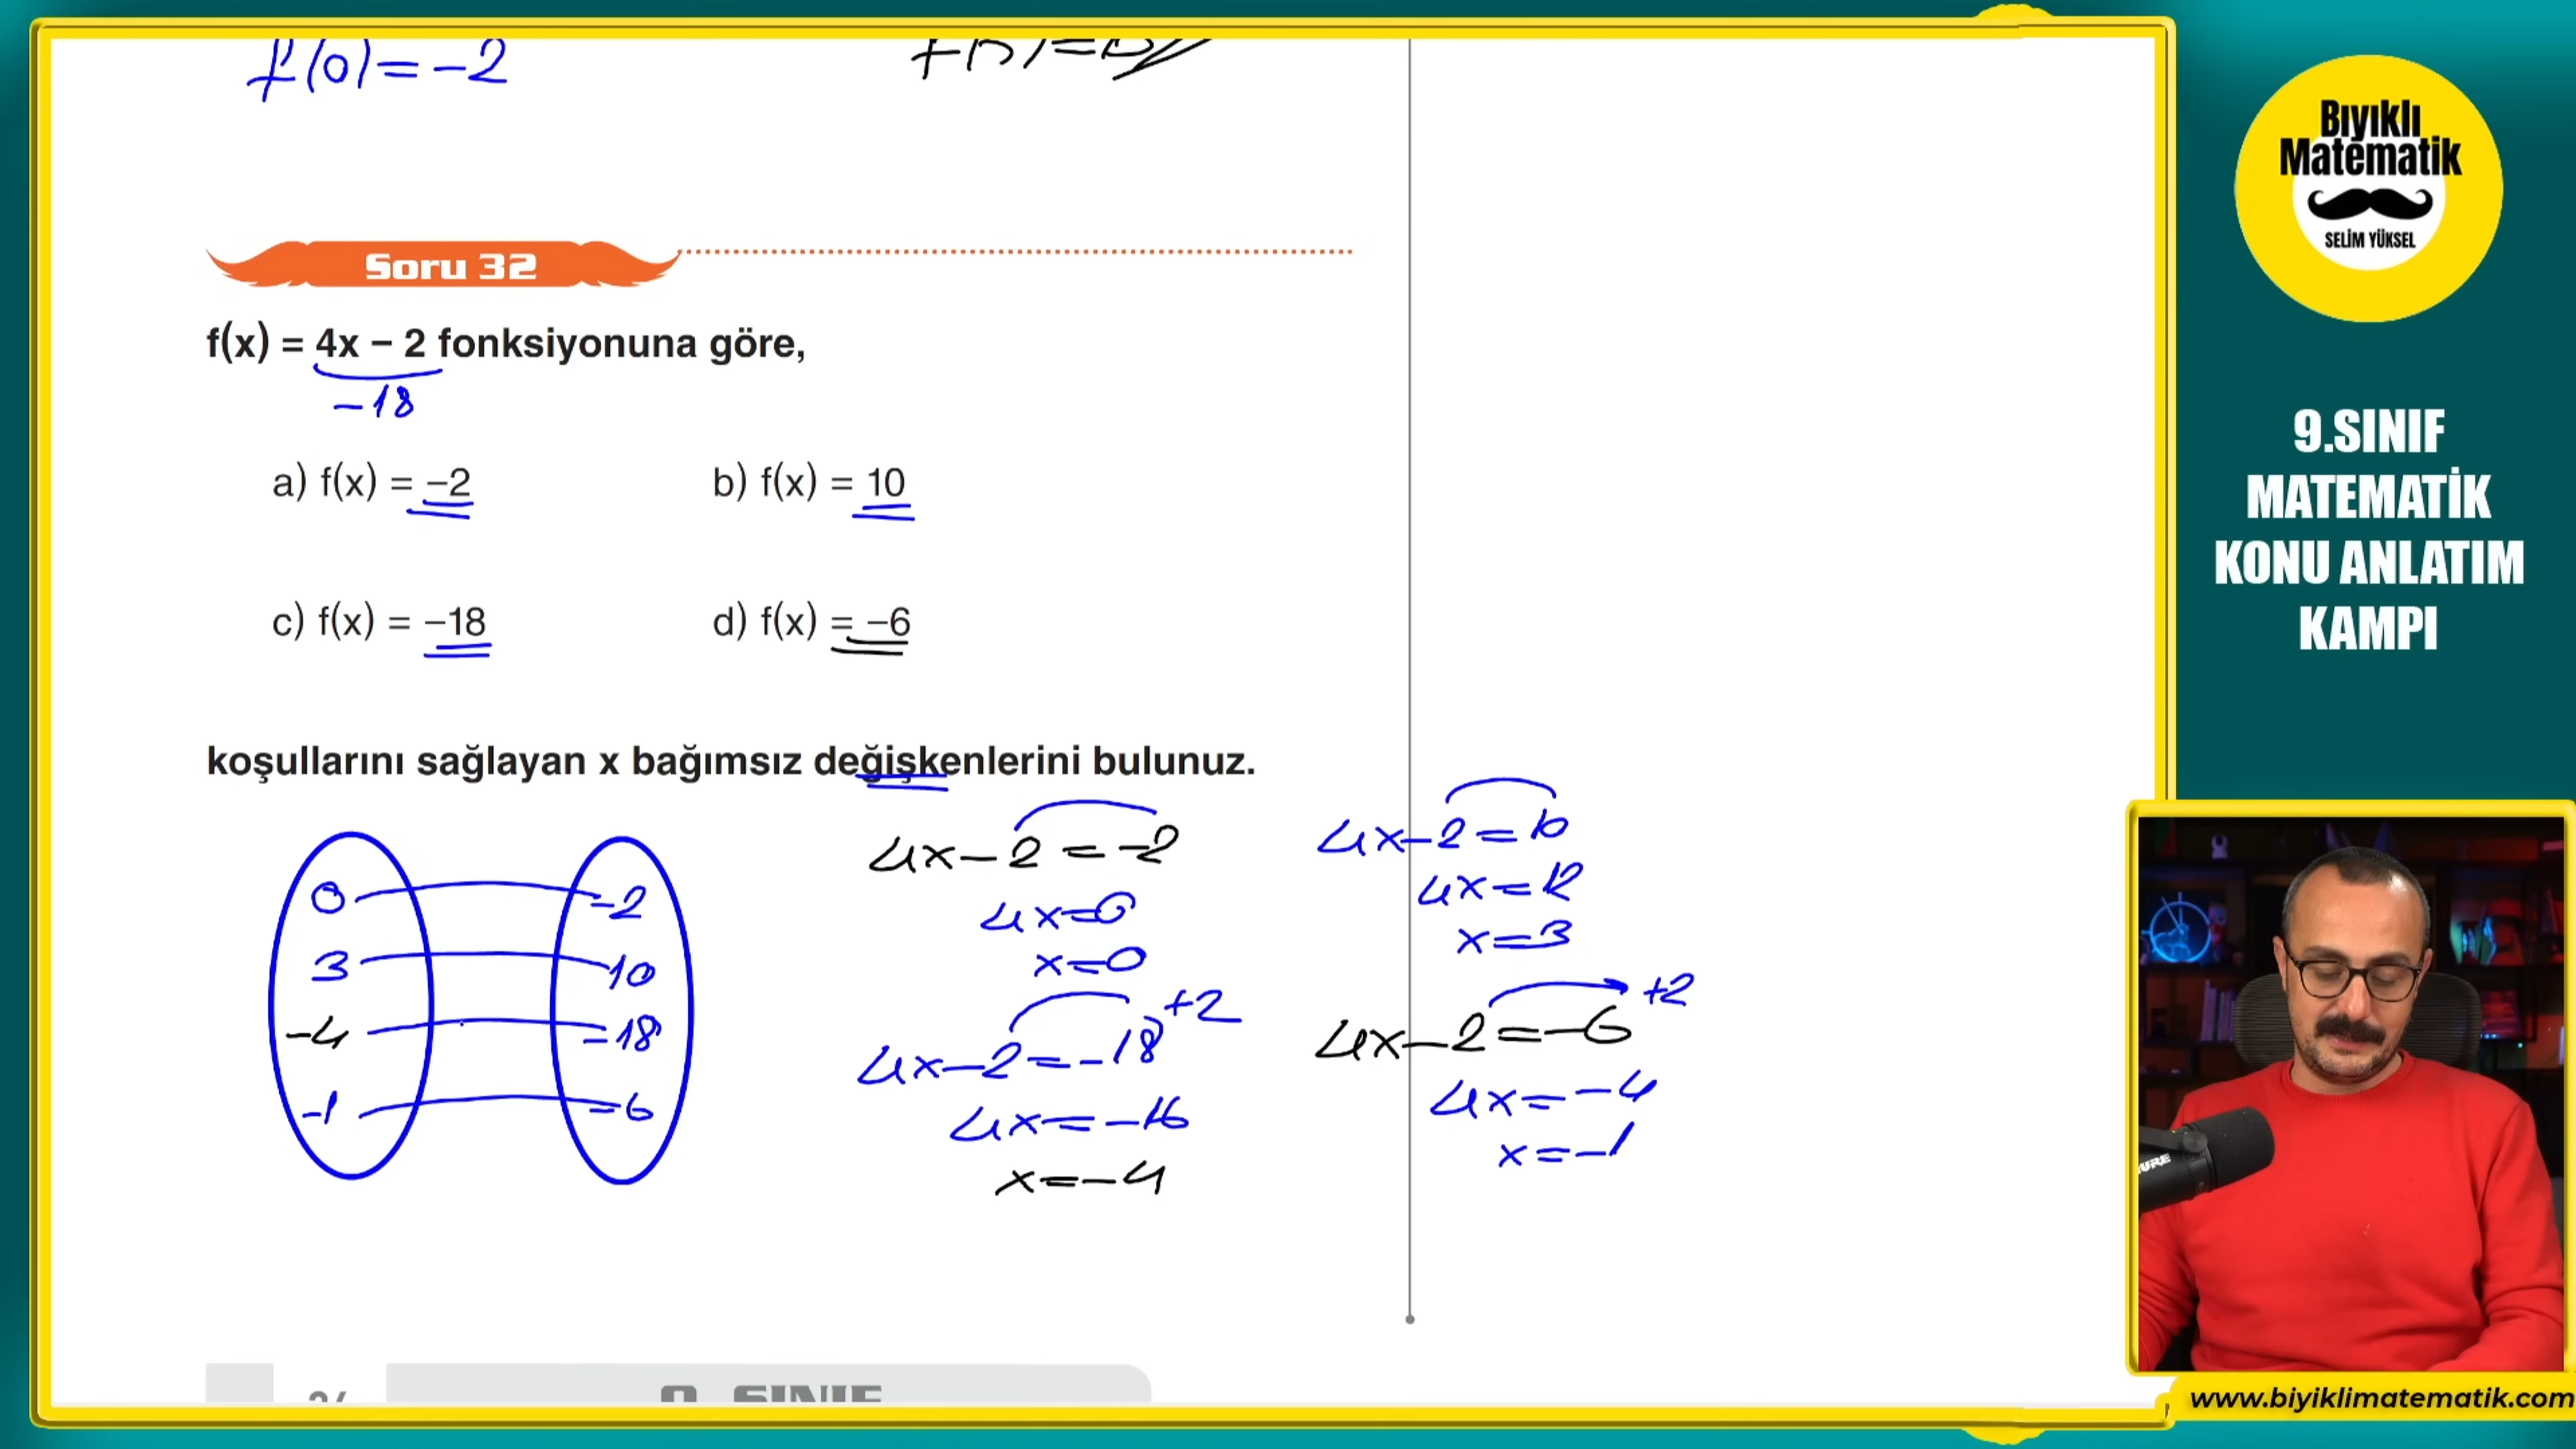 f(0) = -2
Soru 32
f(x) = 4x − 2 fonksiyonuna göre,
-18
a) f(x) = −2
b) f(x) = 10
c) f(x) = −18
d) f(x) = −6
koşullarını sağlayan x bağımsız değişkenlerini bulunuz.
0 -2
3 10
-4 -18
-1 -6
4x-2 = -2
4x=0
x=0
4x-2=-18 +2
4x=-16
x=-4
4x-2=10
4x=12
x=3
4x-2=-6 +2
4x=-4
x=-1
Bıyıklı
Matematik
SELİM YÜKSEL
9.SINIF
MATEMATİK
KONU ANLATIM
KAMPI
www.biyiklimatematik.com